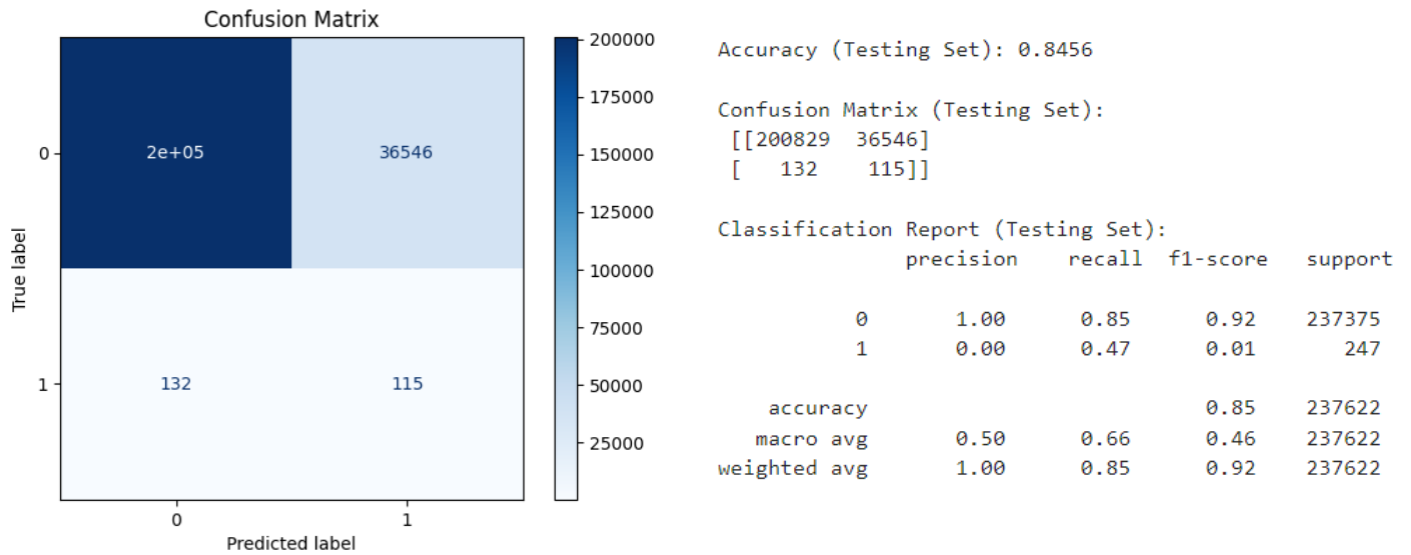 Confusion Matrix
0
2e+05
36546
1
132
115
True label
0
1
Predicted label
200000
175000
150000
125000
100000
75000
50000
25000
Accuracy (Testing Set): 0.8456
Confusion Matrix (Testing Set):
[[200829 36546]
[ 132 115]]
Classification Report (Testing Set):
precision recall f1-score support
0 1.00 0.85 0.92 237375
1 0.00 0.47 0.01 247
accuracy 0.85 237622
macro avg 0.50 0.66 0.46 237622
weighted avg 1.00 0.85 0.92 237622